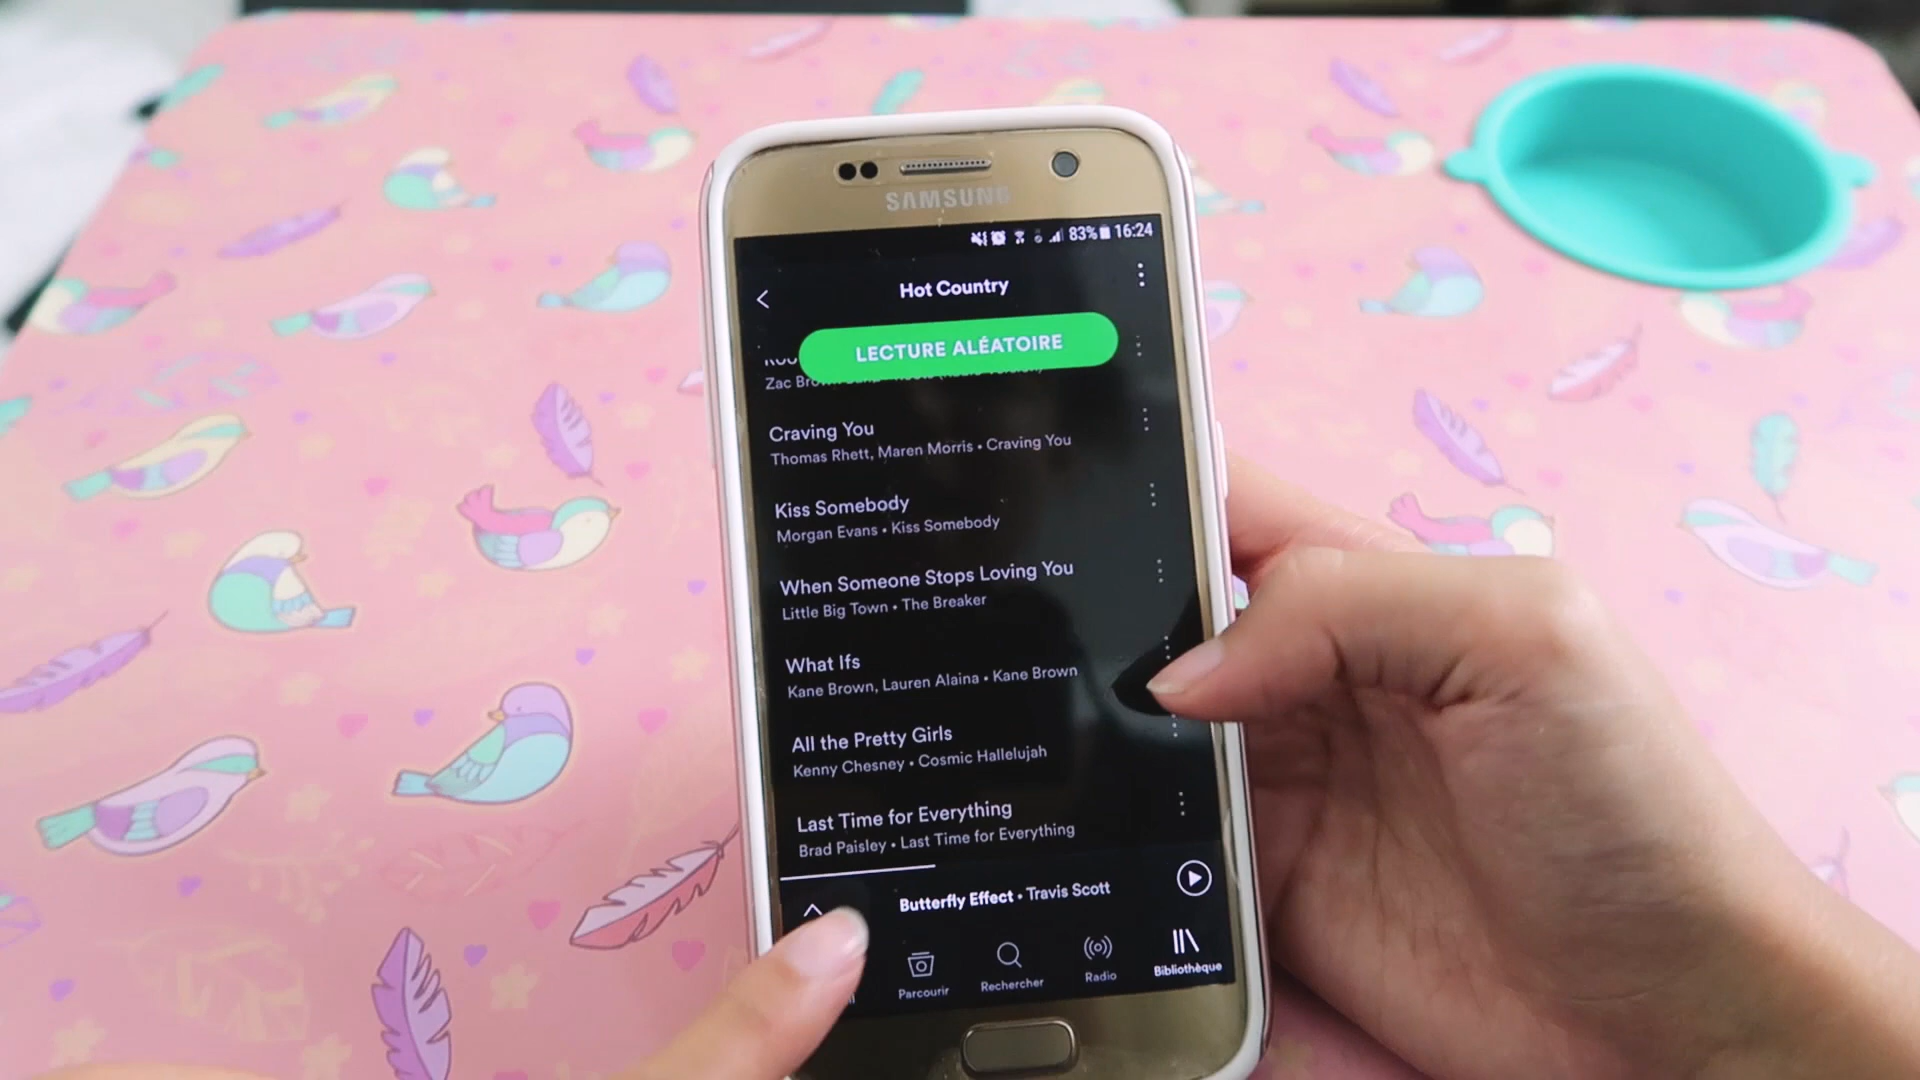 SAMSUNG
83% 16:24
Hot Country
LECTURE ALÉATOIRE
Zac
Craving You
Thomas Rhett, Maren Morris • Craving You
Kiss Somebody
Morgan Evans • Kiss Somebody
When Someone Stops Loving You
Little Big Town • The Breaker
What Ifs
Kane Brown, Lauren Alaina • Kane Brown
All the Pretty Girls
Kenny Chesney • Cosmic Hallelujah
Last Time for Everything
Brad Paisley • Last Time for Everything
Butterfly Effect • Travis Scott
Parcourir
Rechercher
Radio
Bibliothèque